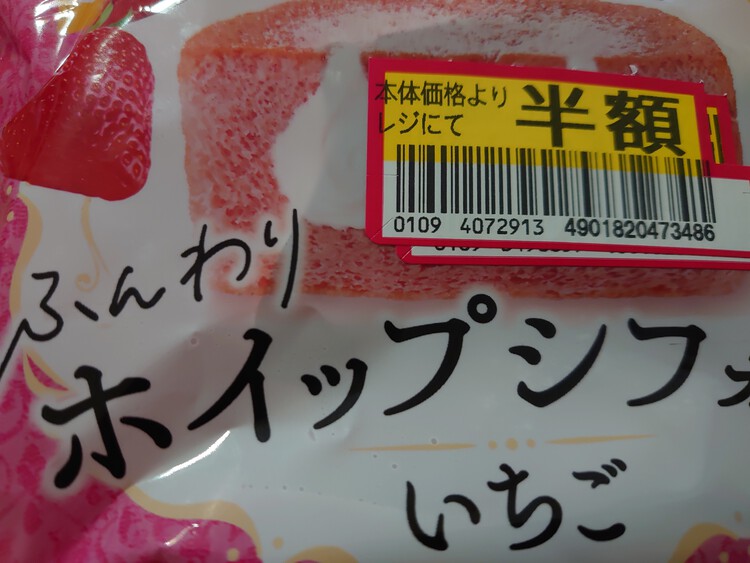 本体価格より
レジにて
半額
0109 4072913 4901820473486
ふんわり
ホイップシフォ
いちご